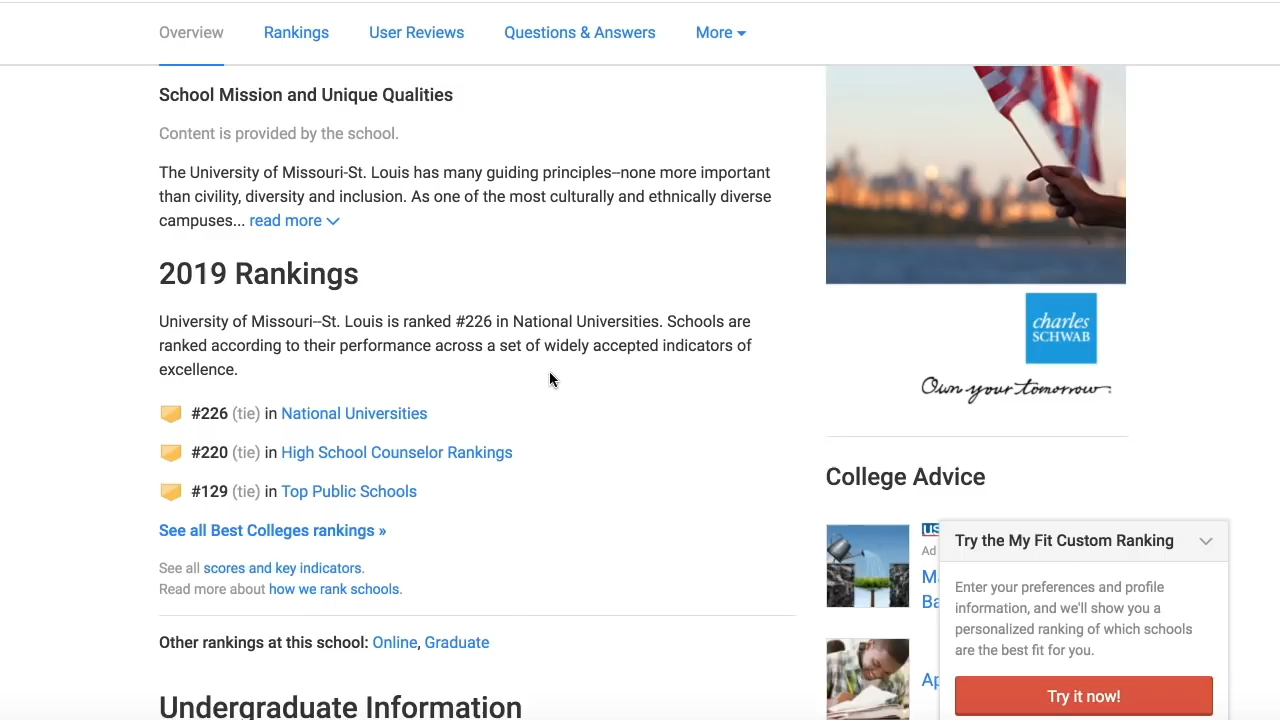 Overview Rankings User Reviews Questions & Answers More
School Mission and Unique Qualities
Content is provided by the school.
The University of Missouri-St. Louis has many guiding principles--none more important
than civility, diversity and inclusion. As one of the most culturally and ethnically diverse
campuses... read more
2019 Rankings
University of Missouri--St. Louis is ranked #226 in National Universities. Schools are
ranked according to their performance across a set of widely accepted indicators of
excellence.
#226 (tie) in National Universities
#220 (tie) in High School Counselor Rankings
#129 (tie) in Top Public Schools
See all Best Colleges rankings »
See all scores and key indicators.
Read more about how we rank schools.
Other rankings at this school: Online, Graduate
Undergraduate Information
charles
SCHWAB
Own your tomorrow.
College Advice
Ad
Try the My Fit Custom Ranking
Enter your preferences and profile
information, and we'll show you a
personalized ranking of which schools
are the best fit for you.
Try it now!